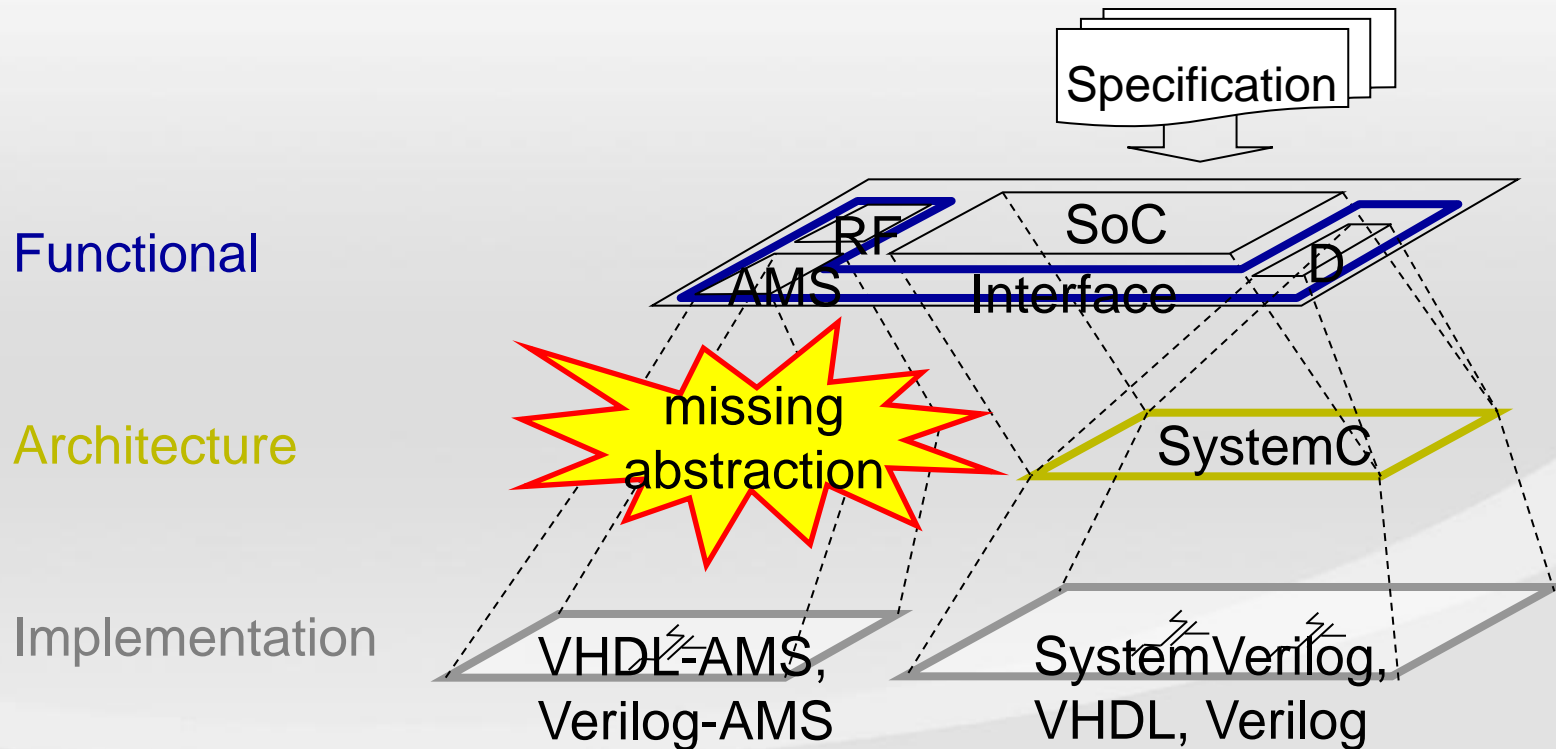 Specification
Functional
RF
SoC
D
AMS
Interface
missing
abstraction
Architecture
SystemC
Implementation
VHDL-AMS,
Verilog-AMS
SystemVerilog,
VHDL, Verilog